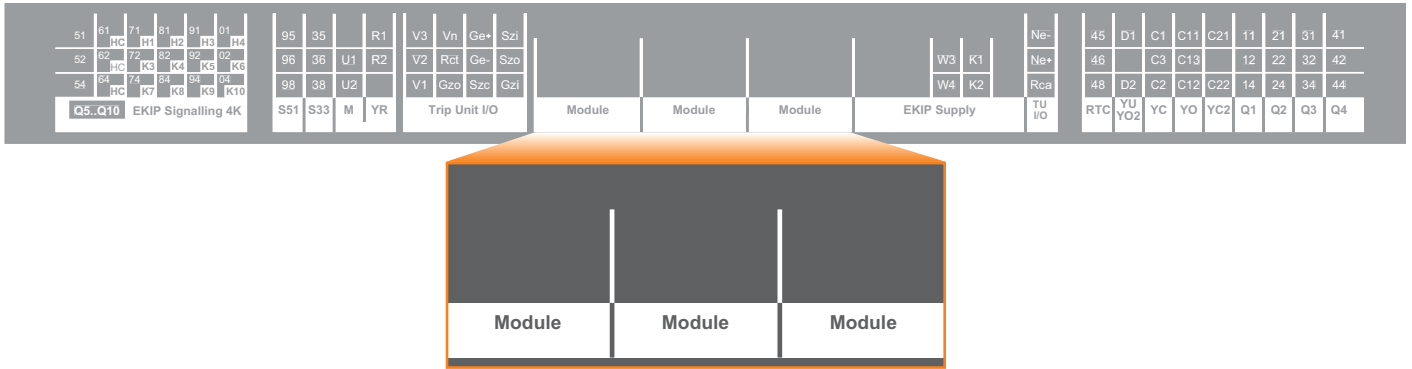 51 61 71 81 91 01
HC H1 H2 H3 H4
52 62 72 82 92 02
HC K3 K4 K5 K6
54 64 74 84 94 04
HC K7 K8 K9 K10
Q5..Q10 EKIP Signalling 4K
95 35 R1
96 36 U1 R2
98 38 U2
S51 S33 M YR
V3 Vn Ge+ Szi
V2 Rct Ge- Szo
V1 Gzo Szc Gzi
Trip Unit I/O
Module Module Module
W3 K1
W4 K2
EKIP Supply
Ne-
Ne+
Rca
TU
I/O
45 D1 C1 C11 C21 11 21 31 41
46 C3 C13 12 22 32 42
48 D2 C2 C12 C22 14 24 34 44
RTC YU YO2 YC YO YC2 Q1 Q2 Q3 Q4
Module Module Module